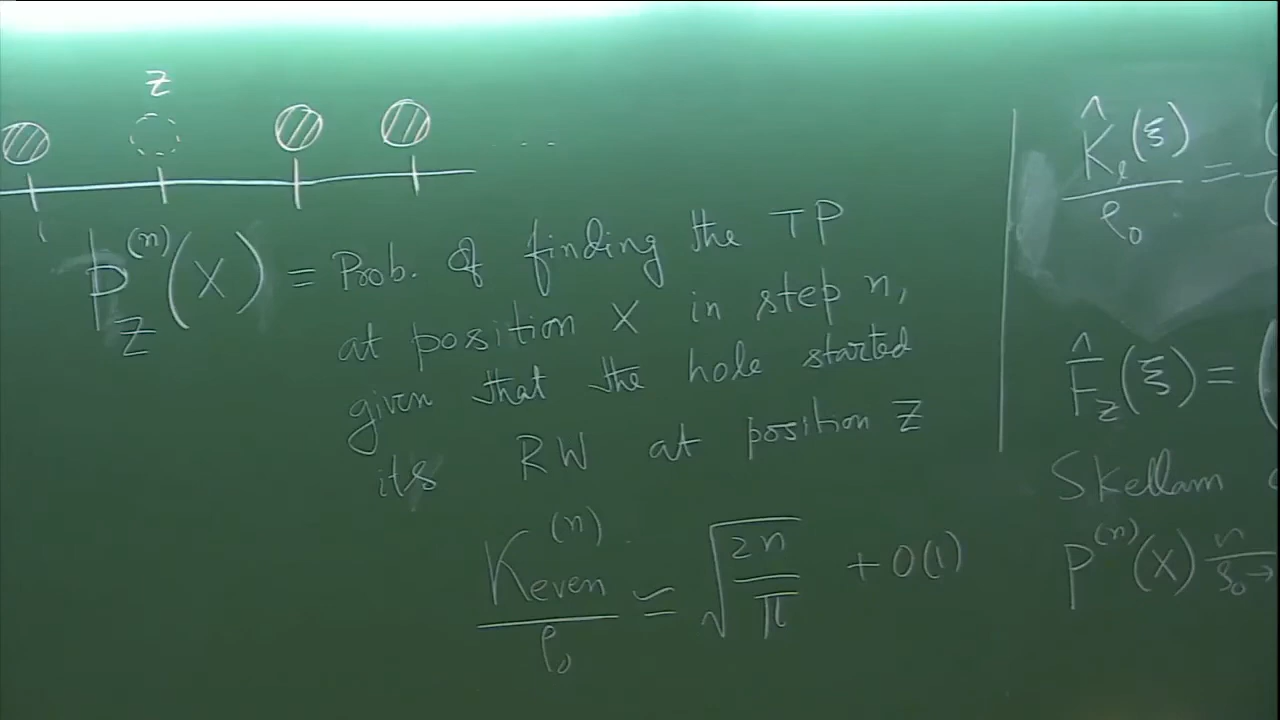 Z
...
P_Z^(n)(X) = Prob. of finding the TP
at position X in step n,
given that the hole started
its RW at position Z
K_even^(n) / ρ_0 ≃ √(2n/π) + O(1)
K̂_e(ξ) / ρ_0 = (
F̂_Z(ξ) = (
Skellam
P^(n)(X)